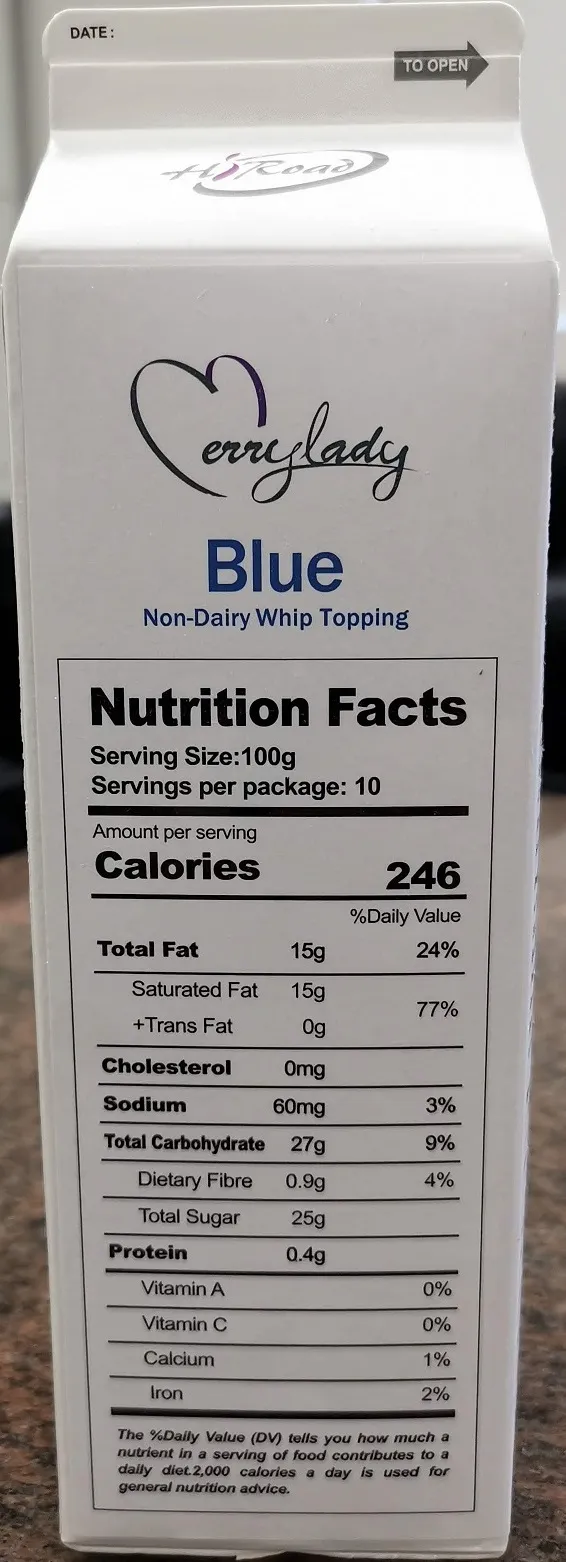 DATE:
TO OPEN
Hi Road
Merrylady
Blue
Non-Dairy Whip Topping
Nutrition Facts
Serving Size:100g
Servings per package: 10
Amount per serving
Calories 246
%Daily Value
Total Fat 15g 24%
Saturated Fat 15g
77%
+Trans Fat 0g
Cholesterol 0mg
Sodium 60mg 3%
Total Carbohydrate 27g 9%
Dietary Fibre 0.9g 4%
Total Sugar 25g
Protein 0.4g
Vitamin A 0%
Vitamin C 0%
Calcium 1%
Iron 2%
The %Daily Value (DV) tells you how much a
nutrient in a serving of food contributes to a
daily diet.2,000 calories a day is used for
general nutrition advice.